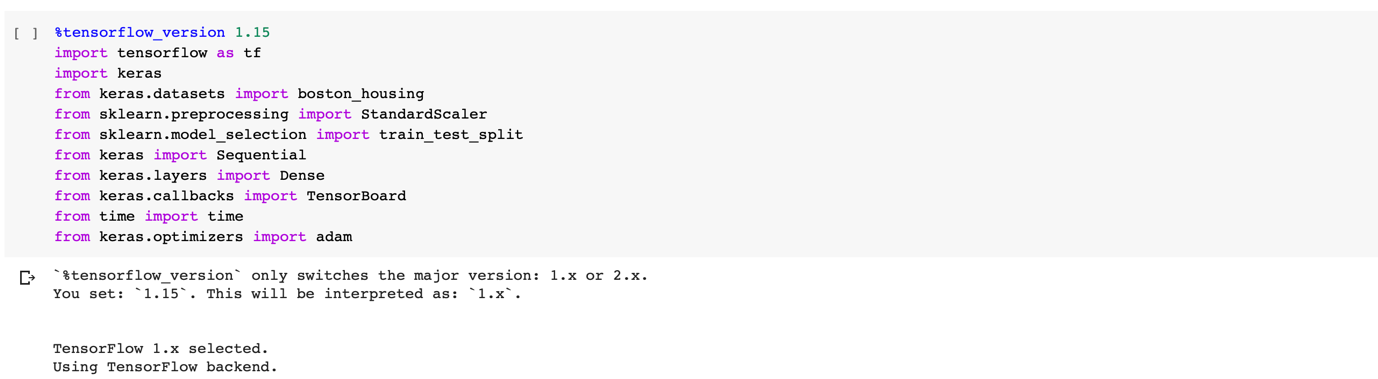 [ ] %tensorflow_version 1.15
import tensorflow as tf
import keras
from keras.datasets import boston_housing
from sklearn.preprocessing import StandardScaler
from sklearn.model_selection import train_test_split
from keras import Sequential
from keras.layers import Dense
from keras.callbacks import TensorBoard
from time import time
from keras.optimizers import adam
`%tensorflow_version` only switches the major version: 1.x or 2.x.
You set: `1.15`. This will be interpreted as: `1.x`.
TensorFlow 1.x selected.
Using TensorFlow backend.